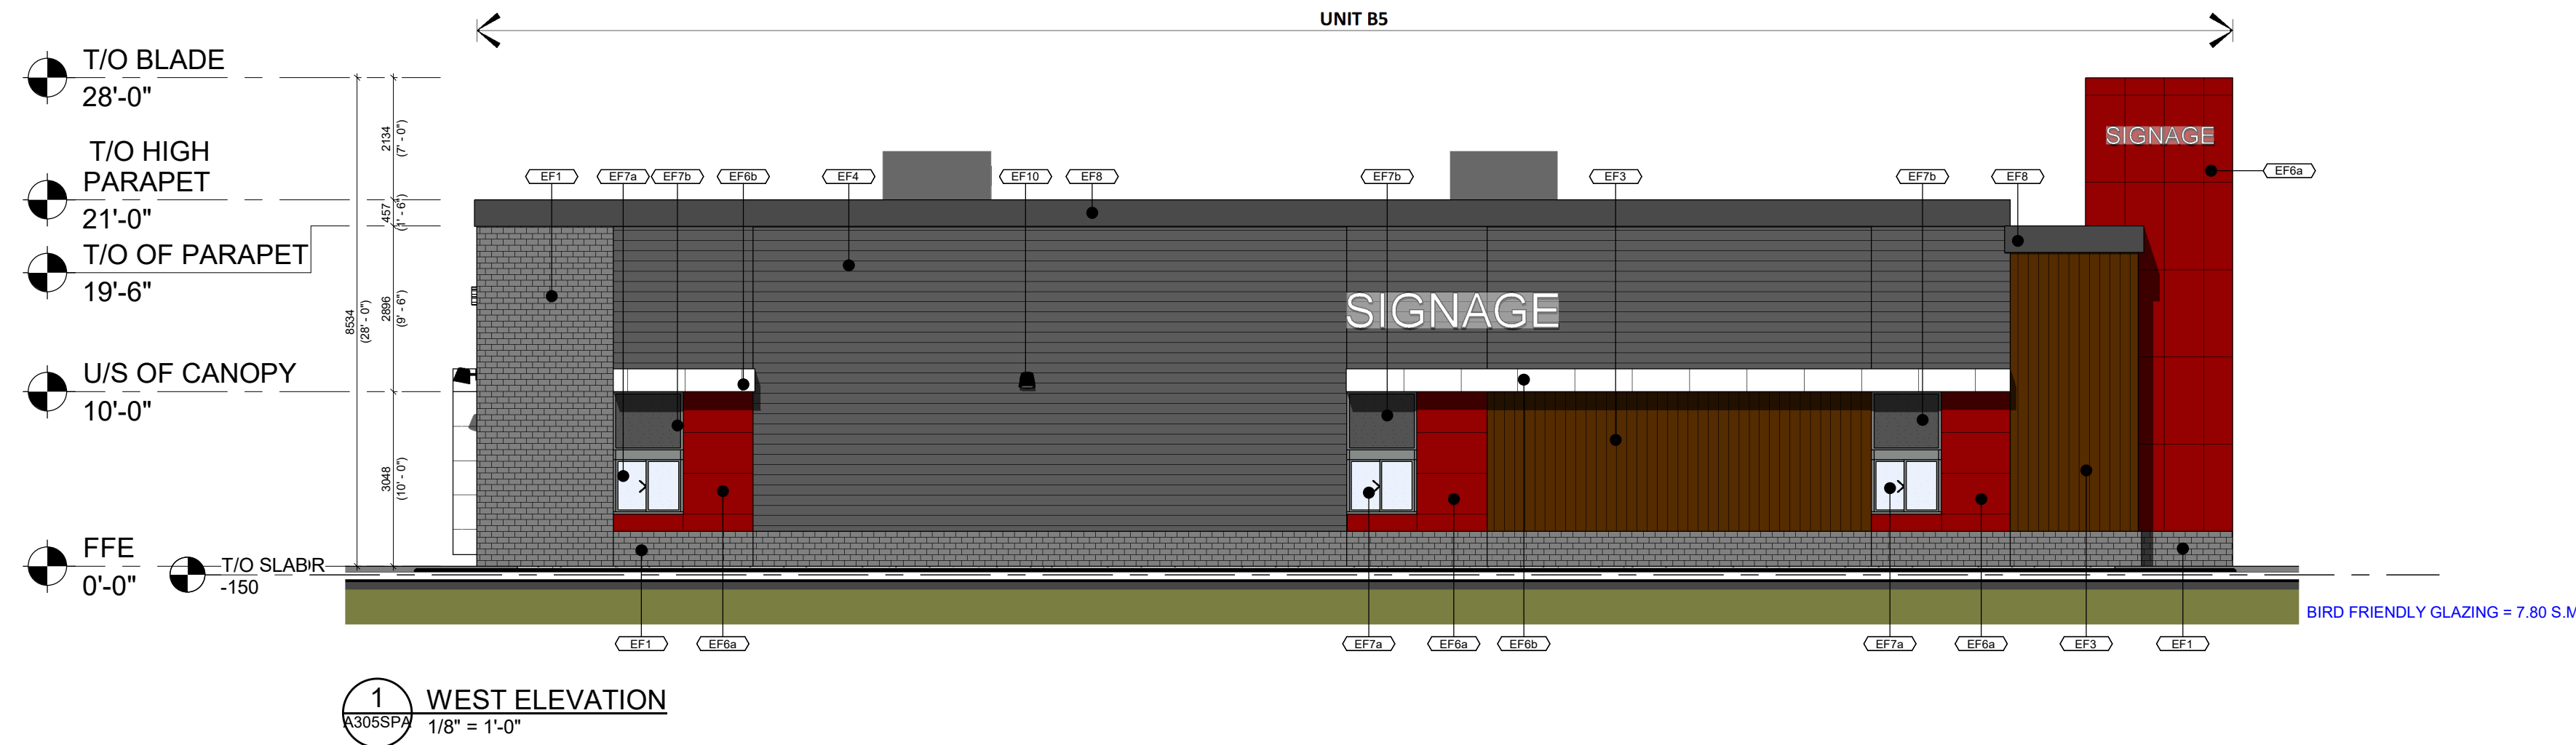 UNIT B5
T/O BLADE
28'-0"
T/O HIGH
PARAPET
21'-0"
T/O OF PARAPET
19'-6"
U/S OF CANOPY
10'-0"
FFE
0'-0"
T/O SLAB
-150
8534
(28' - 0")
2134
(7' - 0")
457
(1' - 6")
2896
(9' - 6")
3048
(10' - 0")
EF1
EF7a
EF7b
EF6b
EF4
EF10
EF8
EF7b
EF3
EF7b
EF8
EF6a
SIGNAGE
SIGNAGE
EF1
EF6a
EF7a
EF6a
EF6b
EF7a
EF6a
EF3
EF1
BIRD FRIENDLY GLAZING = 7.80 S.M
1
A305SPA
WEST ELEVATION
1/8" = 1'-0"